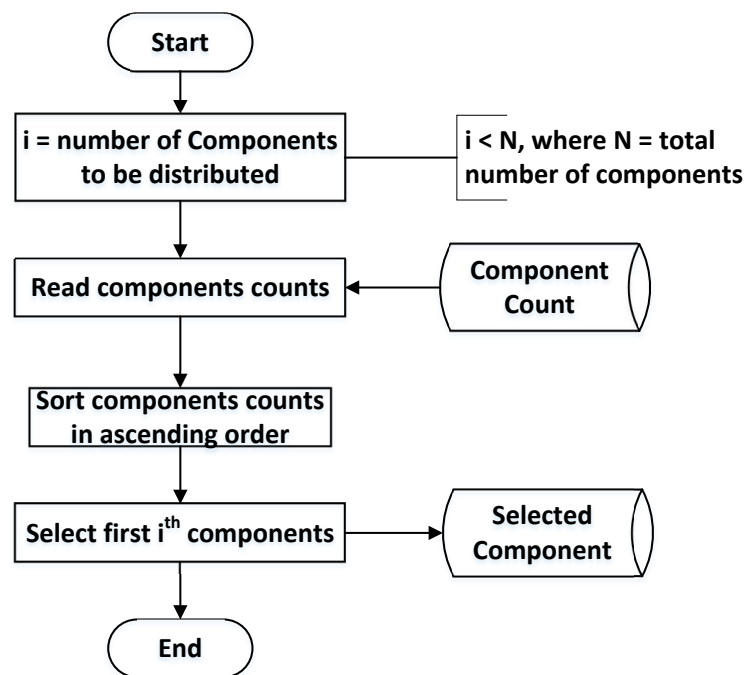 Start
i = number of Components
to be distributed
i < N, where N = total
number of components
Read components counts
Component
Count
Sort components counts
in ascending order
Select first iᵗʰ components
Selected
Component
End